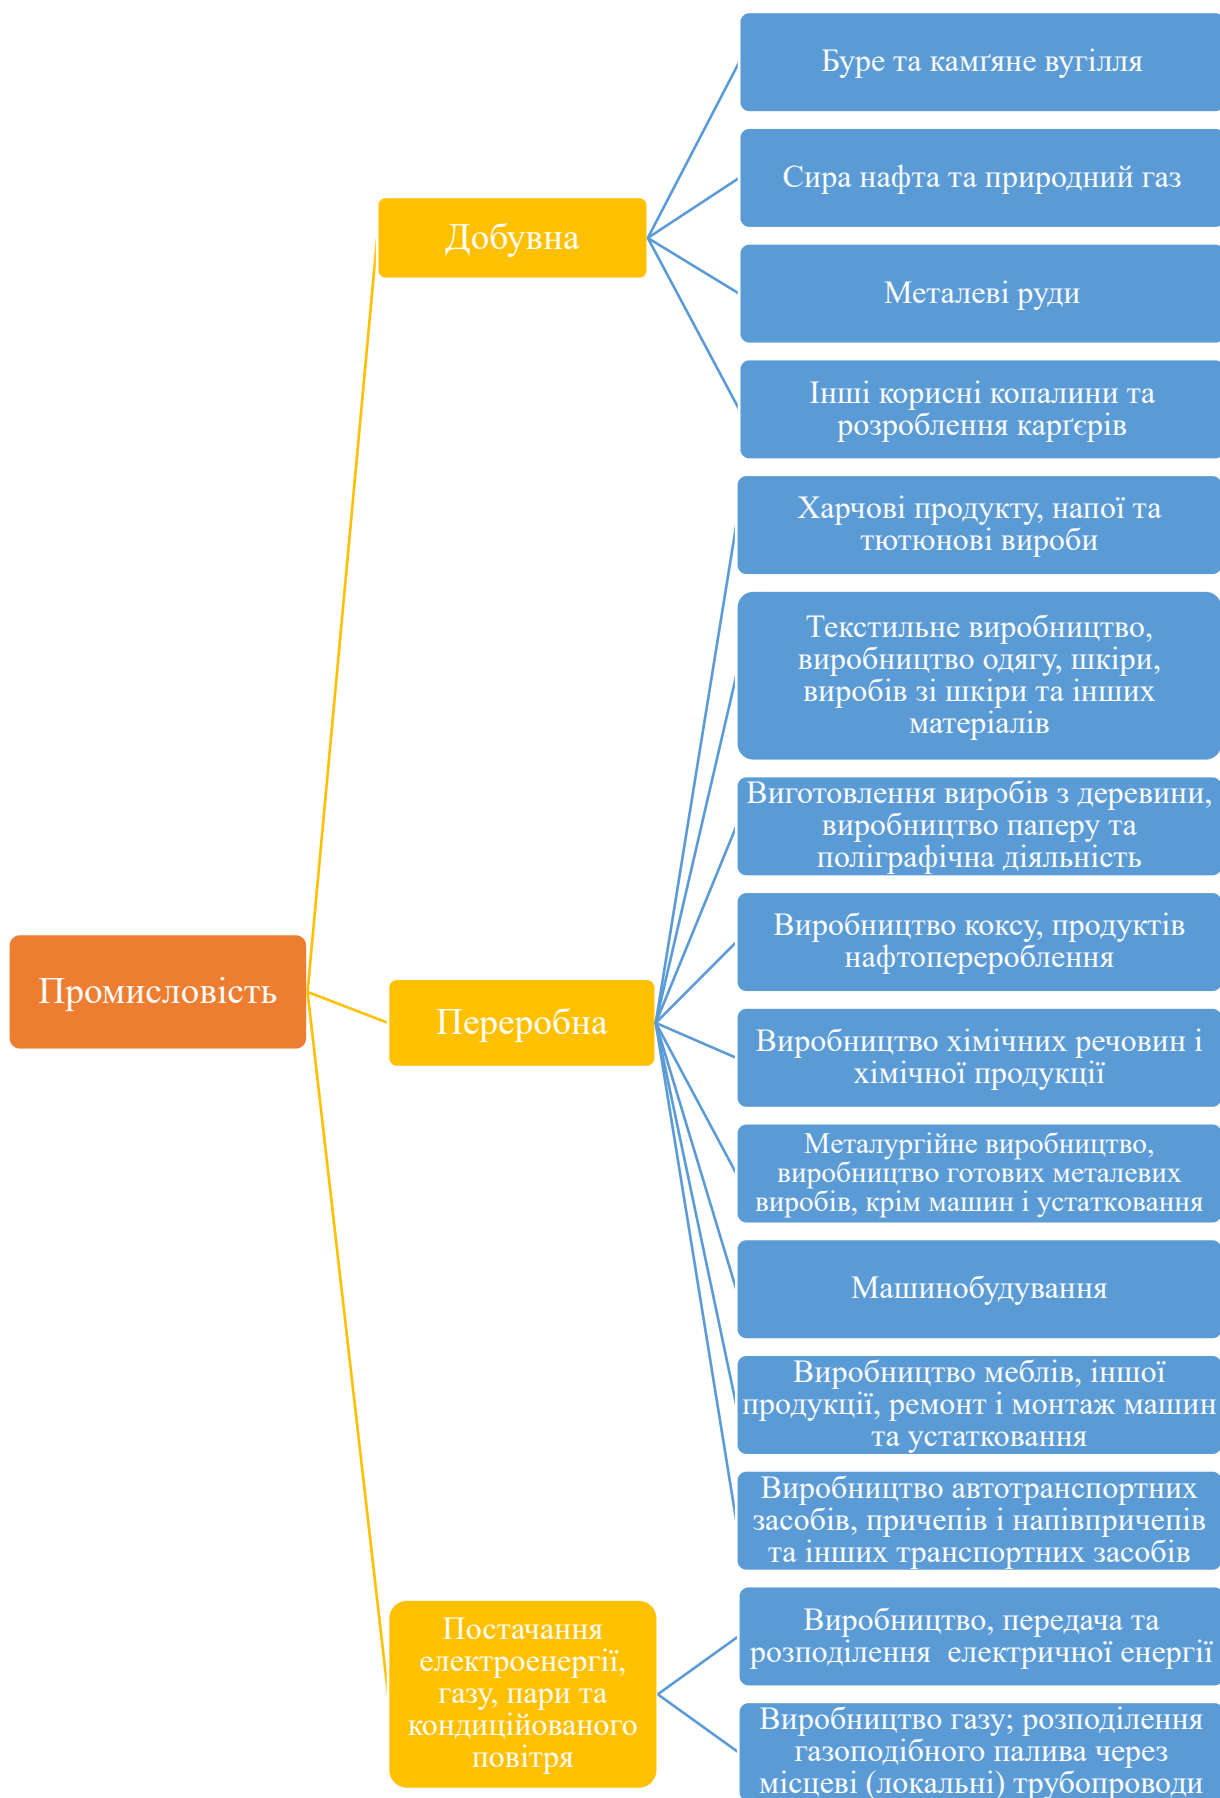 Промисловість
Добувна
Буре та камґяне вугілля
Сира нафта та природний газ
Металеві руди
Інші корисні копалини та
розроблення карґєрів
Переробна
Харчові продукту, напої та
тютюнові вироби
Текстильне виробництво,
виробництво одягу, шкіри,
виробів зі шкіри та інших
матеріалів
Виготовлення виробів з деревини,
виробництво паперу та
поліграфічна діяльність
Виробництво коксу, продуктів
нафтоперероблення
Виробництво хімічних речовин і
хімічної продукції
Металургійне виробництво,
виробництво готових металевих
виробів, крім машин і устатковання
Машинобудування
Виробництво меблів, іншої
продукції, ремонт і монтаж машин
та устатковання
Виробництво автотранспортних
засобів, причепів і напівпричепів
та інших транспортних засобів
Постачання
електроенергії,
газу, пари та
кондиційованого
повітря
Виробництво, передача та
розподілення електричної енергії
Виробництво газу; розподілення
газоподібного палива через
місцеві (локальні) трубопроводи